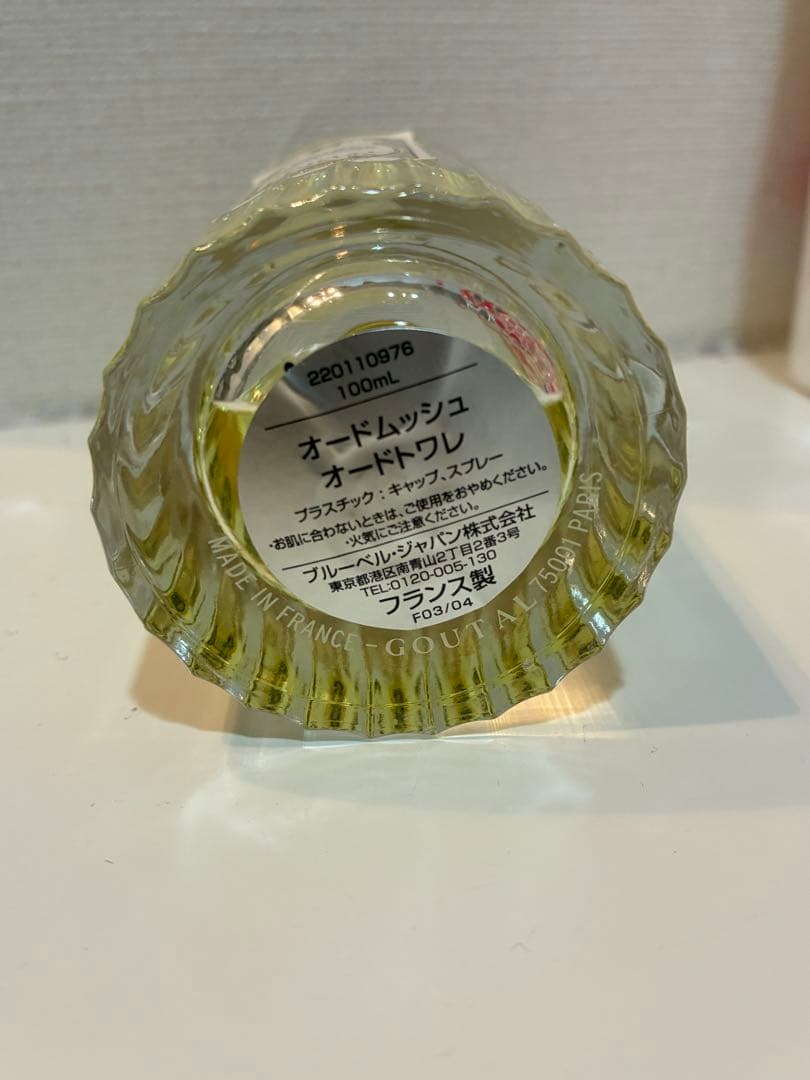 220110976
100mL
オードムッシュ
オードトワレ
プラスチック：キャップ、スプレー
・お肌に合わないときは、ご使用をおやめください。
・火気にご注意ください。
ブルーベル・ジャパン株式会社
東京都港区南青山2丁目2番3号
TEL:0120-005-130
フランス製
F03/04
MADE IN FRANCE - GOUTAL 75001 PARIS